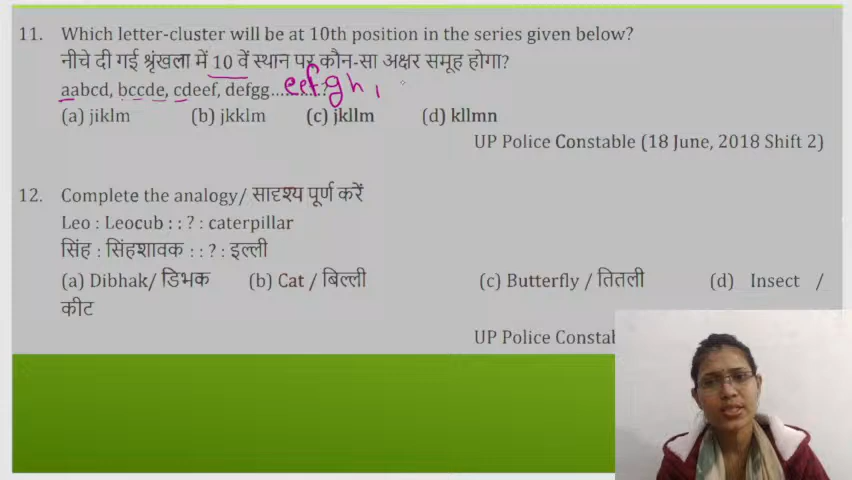 11. Which letter-cluster will be at 10th position in the series given below?
नीचे दी गई श्रृंखला में 10 वें स्थान पर कौन-सा अक्षर समूह होगा?
aabcd, bccde, cdeef, defgg..........? eefgh,
(a) jiklm (b) jkklm (c) jkllm (d) kllmn
UP Police Constable (18 June, 2018 Shift 2)
12. Complete the analogy/ सादृश्य पूर्ण करें
Leo : Leocub : : ? : caterpillar
सिंह : सिंहशावक : : ? : इल्ली
(a) Dibhak/ डिभक (b) Cat / बिल्ली (c) Butterfly / तितली (d) Insect /
कीट
UP Police